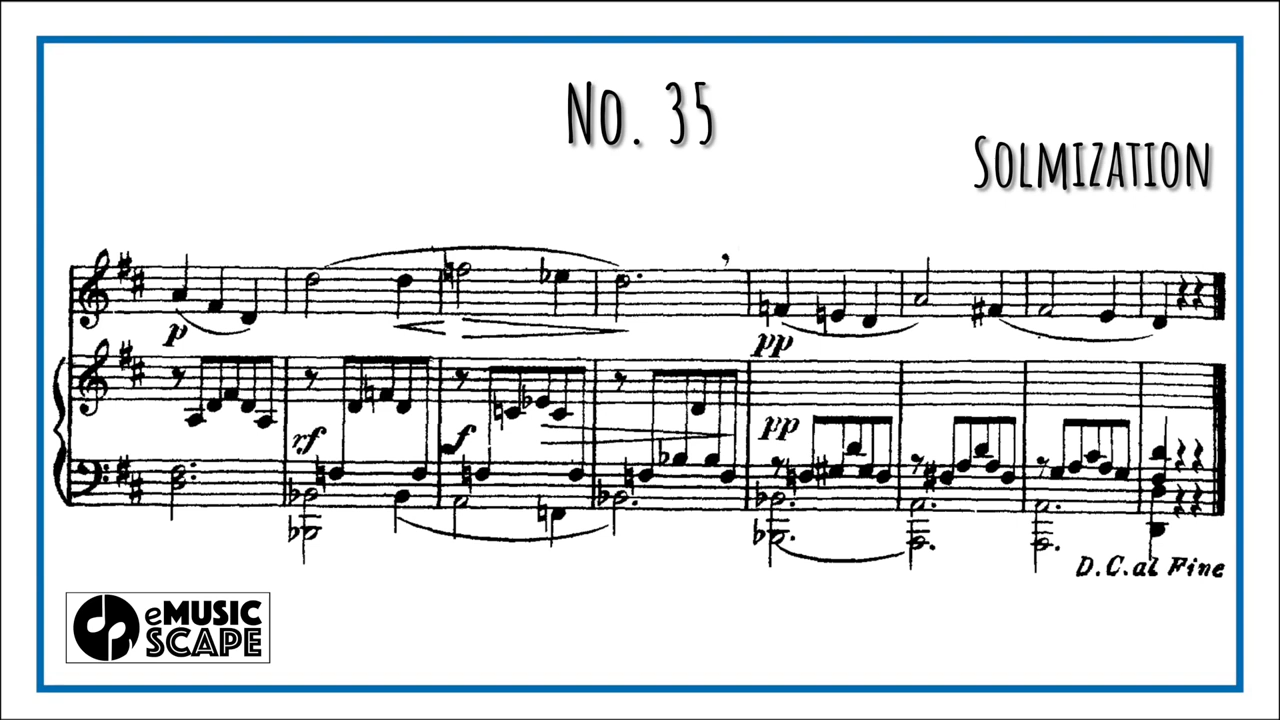 No. 35
Solmization
p
pp
rf f
pp
D.C. al Fine
eMUSIC
SCAPE